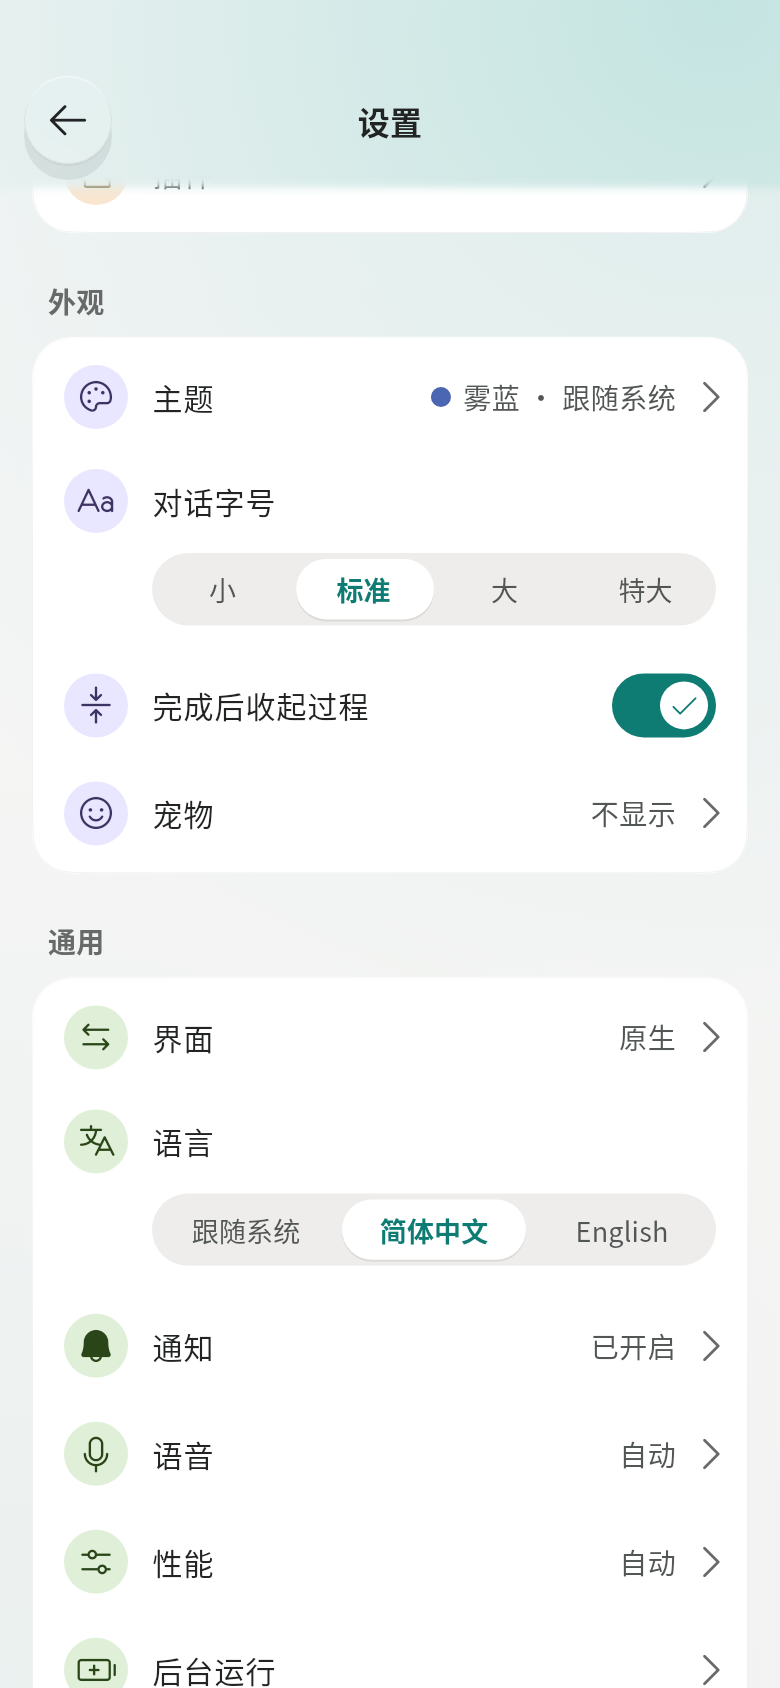 设置
外观
主题 雾蓝 · 跟随系统
Aa 对话字号
小 标准 大 特大
完成后收起过程
宠物 不显示
通用
界面 原生
语言
跟随系统 简体中文 English
通知 已开启
语音 自动
性能 自动
后台运行